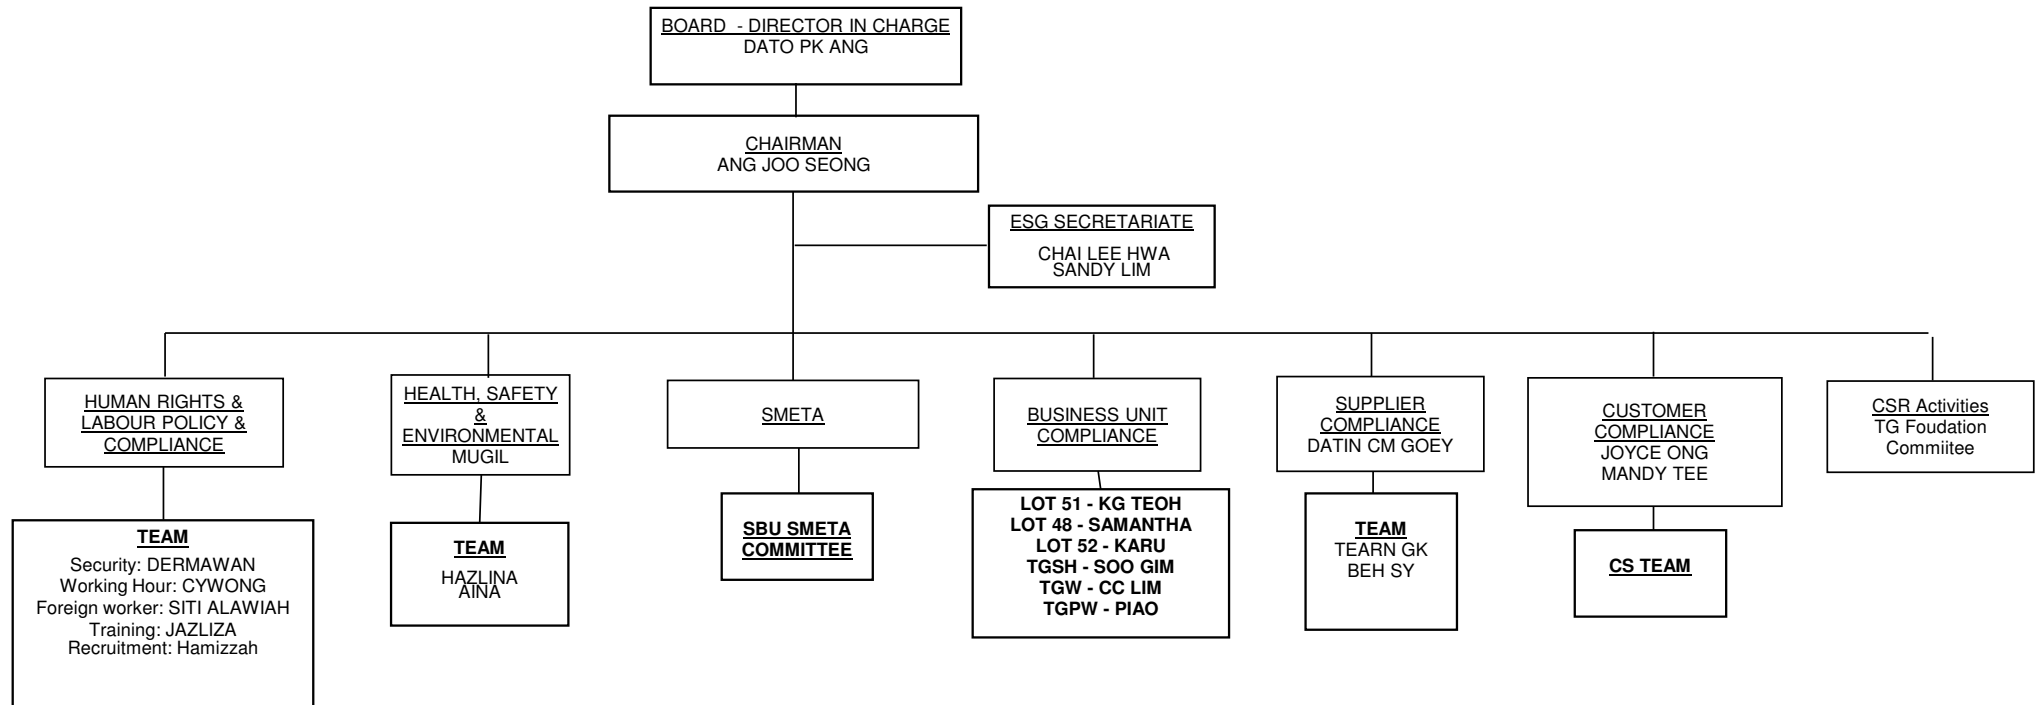 BOARD - DIRECTOR IN CHARGE
DATO PK ANG
CHAIRMAN
ANG JOO SEONG
ESG SECRETARIATE
CHAI LEE HWA
SANDY LIM
HUMAN RIGHTS &
LABOUR POLICY &
COMPLIANCE
HEALTH, SAFETY
&
ENVIRONMENTAL
MUGIL
SMETA
BUSINESS UNIT
COMPLIANCE
SUPPLIER
COMPLIANCE
DATIN CM GOEY
CUSTOMER
COMPLIANCE
JOYCE ONG
MANDY TEE
CSR Activities
TG Foudation
Commiitee
TEAM
Security: DERMAWAN
Working Hour: CYWONG
Foreign worker: SITI ALAWIAH
Training: JAZLIZA
Recruitment: Hamizzah
TEAM
HAZLINA
AINA
SBU SMETA
COMMITTEE
LOT 51 - KG TEOH
LOT 48 - SAMANTHA
LOT 52 - KARU
TGSH - SOO GIM
TGW - CC LIM
TGPW - PIAO
TEAM
TEARN GK
BEH SY
CS TEAM